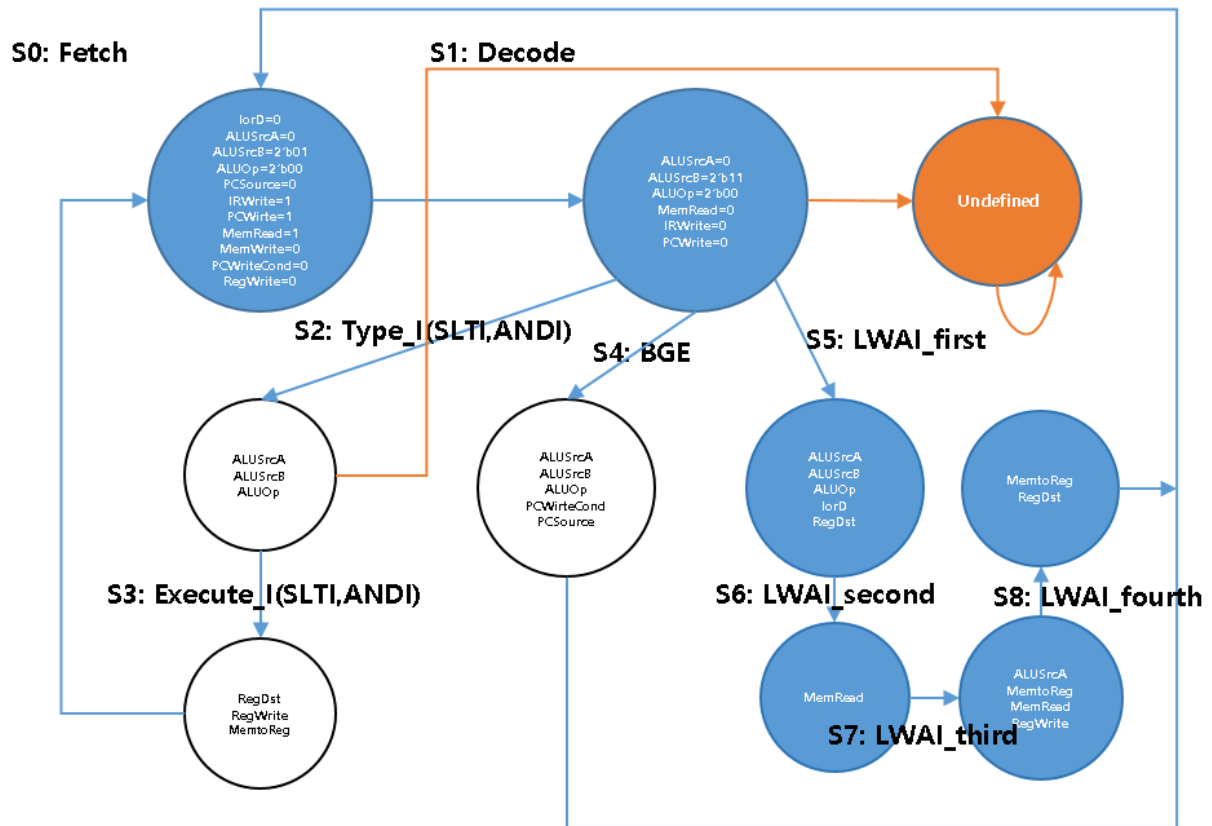 S0: Fetch
S1: Decode
IorD=0
ALUSrcA=0
ALUSrcB=2'b01
ALUOp=2'b00
PCSource=0
IRWrite=1
PCWirte=1
MemRead=1
MemWrite=0
PCWriteCond=0
RegWrite=0
ALUSrcA=0
ALUSrcB=2'b11
ALUOp=2'b00
MemRead=0
IRWrite=0
PCWrite=0
Undefined
S2: Type_I(SLTI,ANDI)
S4: BGE
S5: LWAI_first
ALUSrcA
ALUSrcB
ALUOp
ALUSrcA
ALUSrcB
ALUOp
PCWirteCond
PCSource
ALUSrcA
ALUSrcB
ALUOp
IorD
RegDst
MemtoReg
RegDst
S3: Execute_I(SLTI,ANDI)
S6: LWAI_second
S8: LWAI_fourth
RegDst
RegWrite
MemtoReg
MemRead
ALUSrcA
MemtoReg
MemRead
RegWrite
S7: LWAI_third